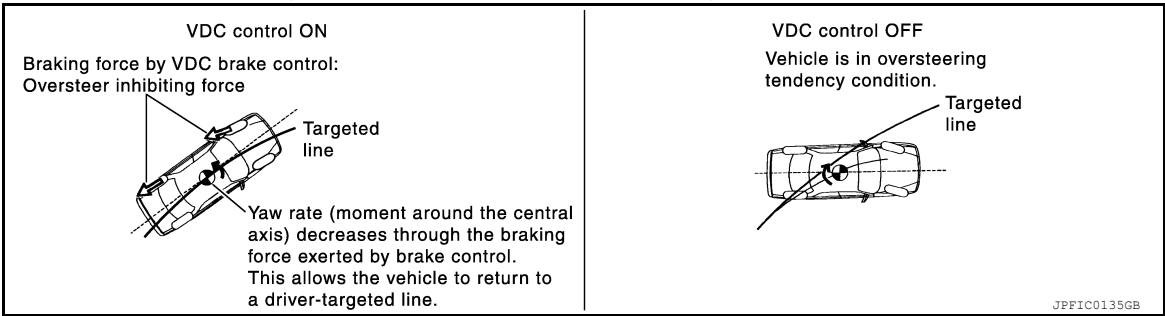 VDC control ON
Braking force by VDC brake control:
Oversteer inhibiting force
Targeted
line
Yaw rate (moment around the central
axis) decreases through the braking
force exerted by brake control.
This allows the vehicle to return to
a driver-targeted line.
VDC control OFF
Vehicle is in oversteering
tendency condition.
Targeted
line
JPFIC0135GB